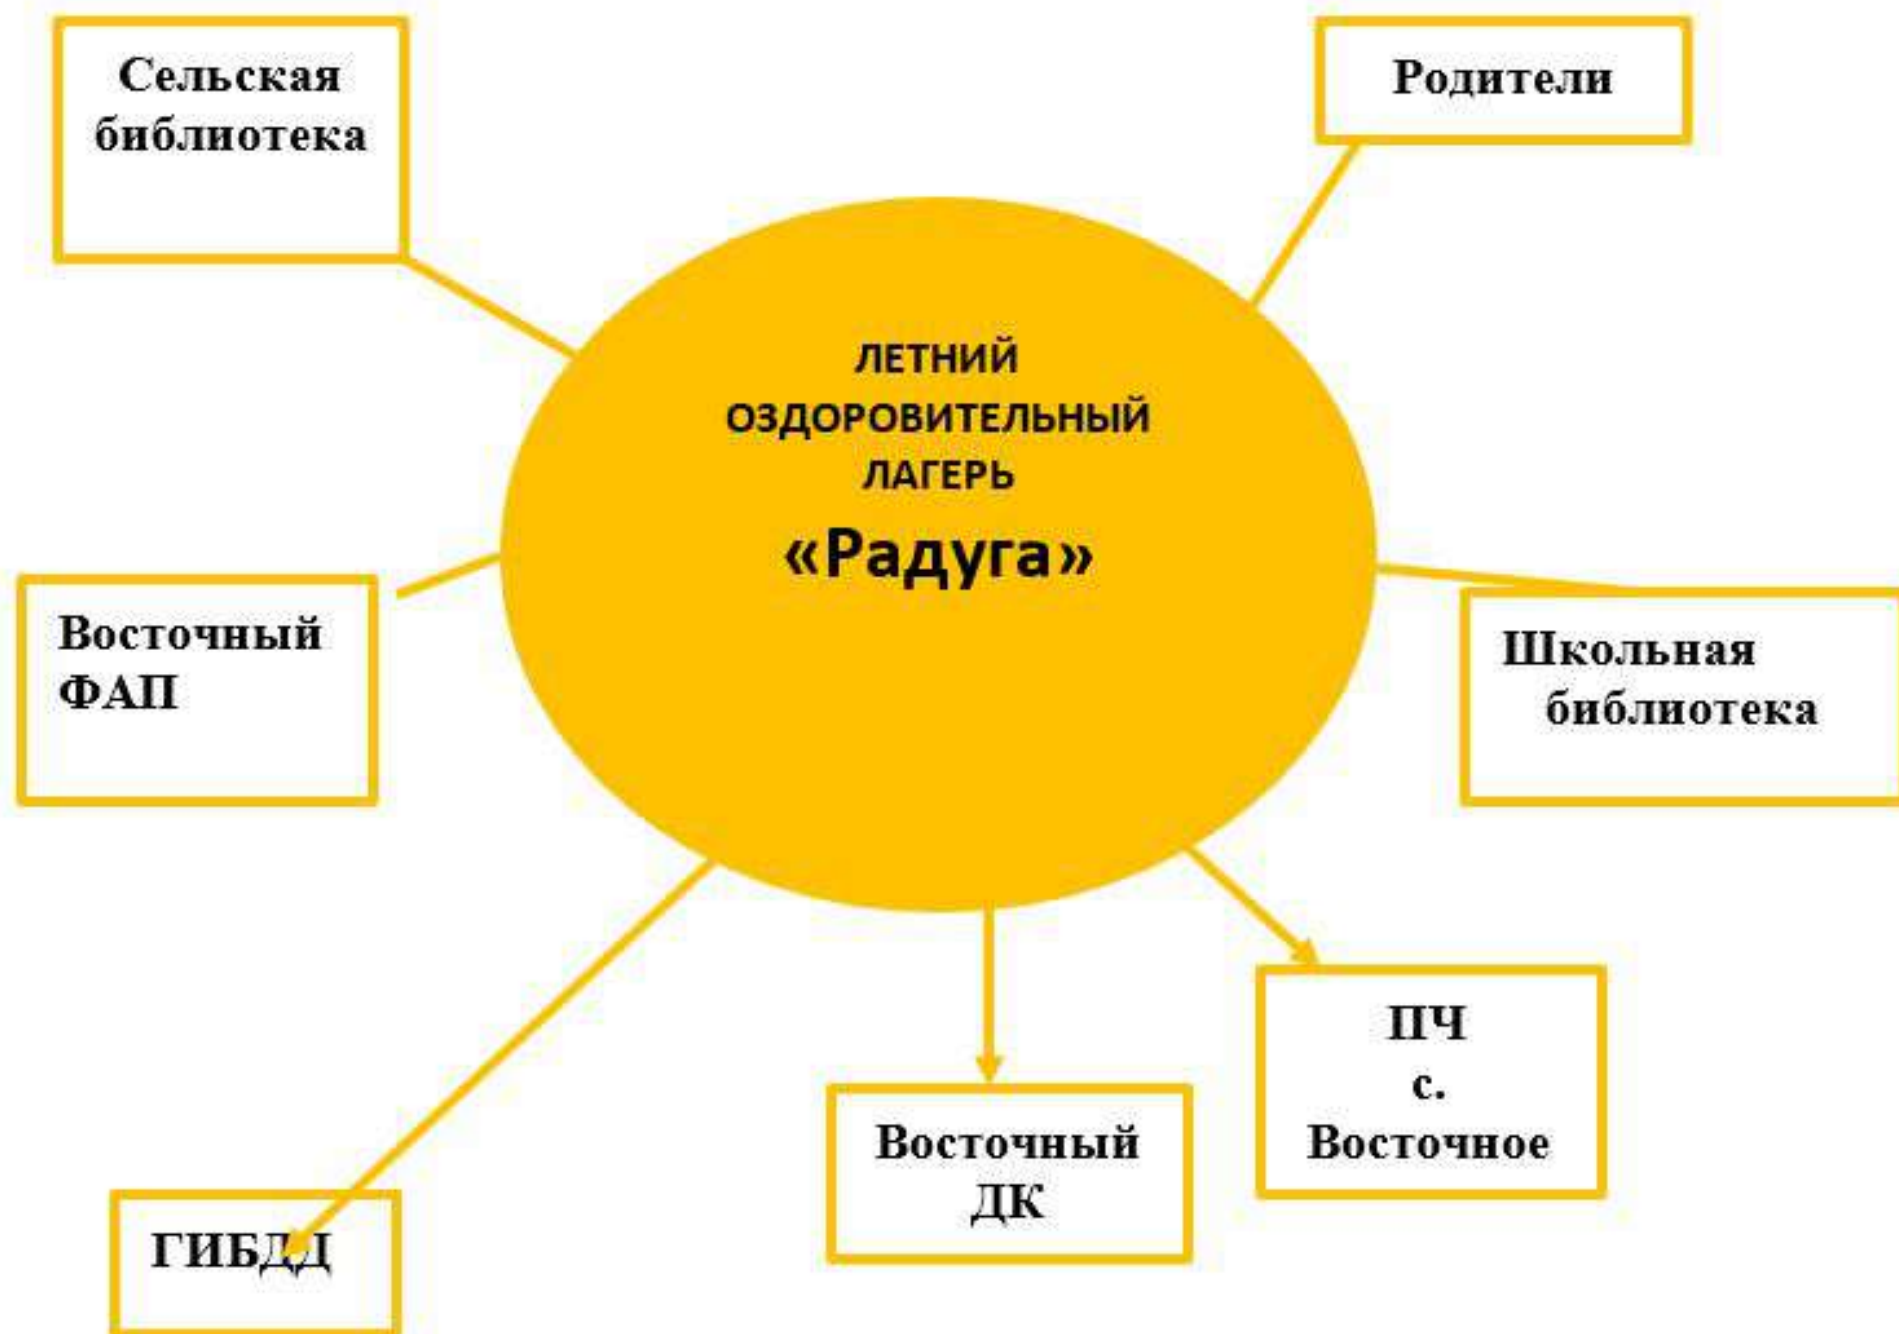 Сельская
библиотека
Родители
ЛЕТНИЙ
ОЗДОРОВИТЕЛЬНЫЙ
ЛАГЕРЬ
«Радуга»
Восточный
ФАП
Школьная
библиотека
ПЧ
с.
Восточное
Восточный
ДК
ГИБДД